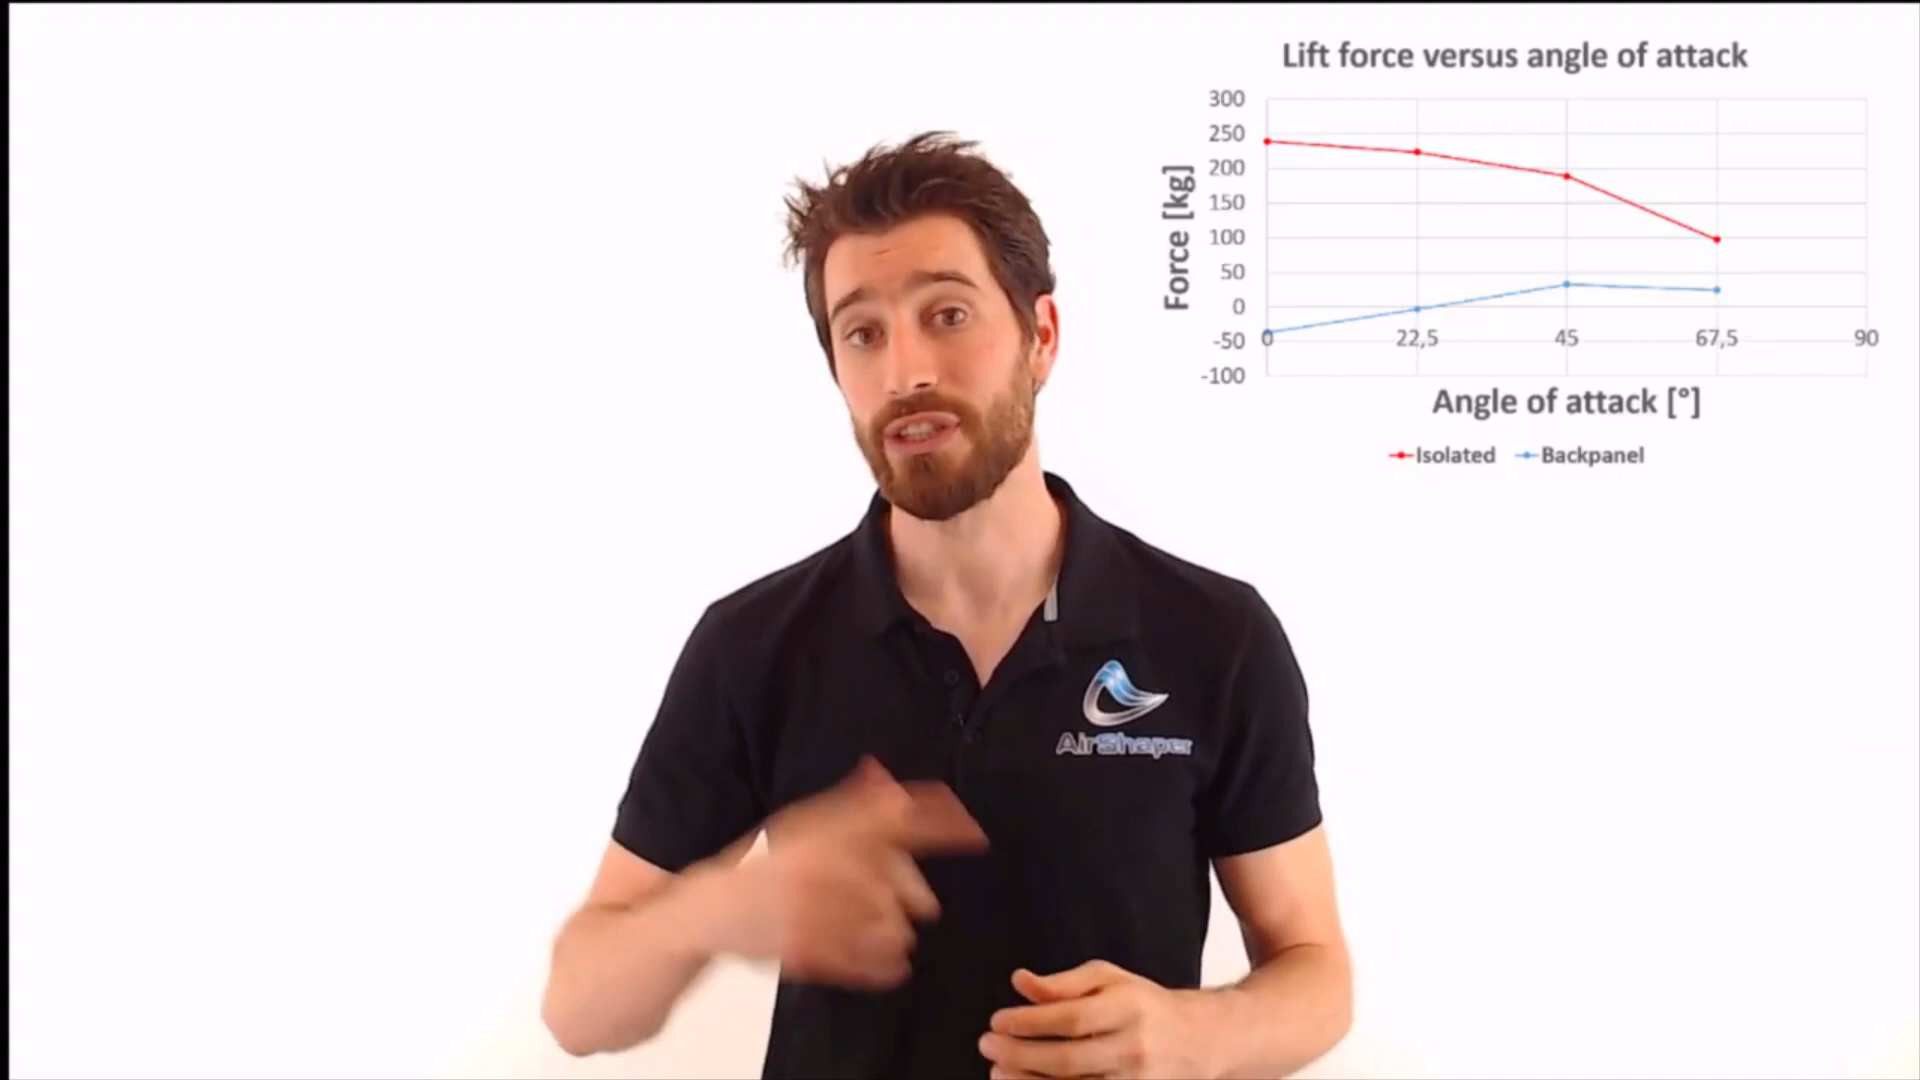 Lift force versus angle of attack
300
250
200
150
100
50
0
-50
-100
Force [kg]
0 22,5 45 67,5 90
Angle of attack [°]
Isolated Backpanel
AirShaper